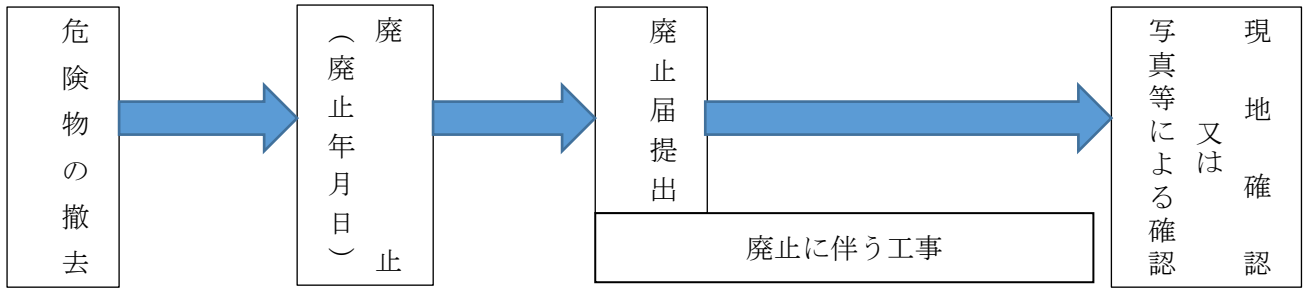 危険物の撤去
廃止
（廃止年月日）
廃止届提出
廃止に伴う工事
現地確認
又は
写真等による確認